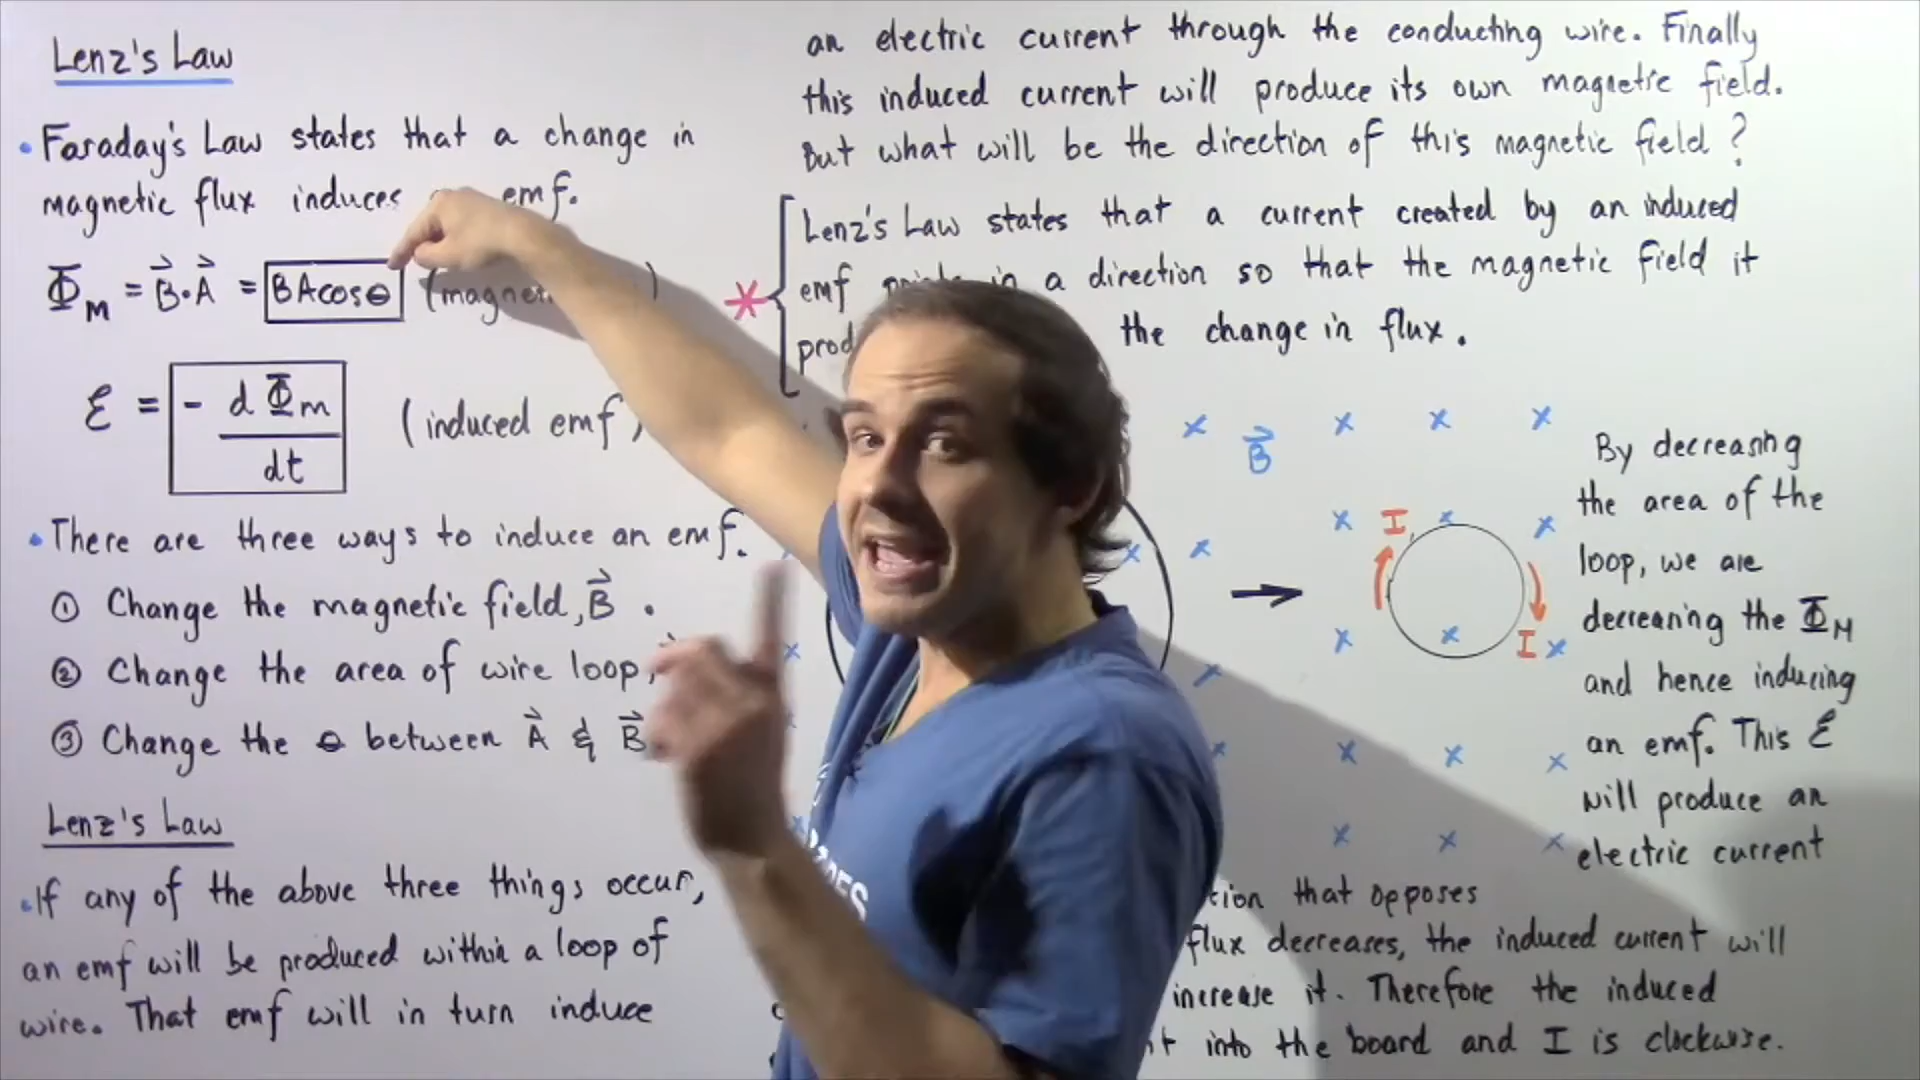 Lenz's Law
• Faraday's Law states that a change in
magnetic flux induces emf.
Φ_M = B⃗·A⃗ = BAcosθ
ℰ = - dΦ_m/dt (induced emf)
• There are three ways to induce an emf.
① Change the magnetic field, B⃗.
② Change the area of wire loop,
③ Change the θ between A⃗ & B⃗
Lenz's Law
• If any of the above three things occur,
an emf will be produced within a loop of
wire. That emf will in turn induce
an electric current through the conducting wire. Finally
this induced current will produce its own magnetic field.
But what will be the direction of this magnetic field?
* Lenz's Law states that a current created by an induced
emf in a direction so that the magnetic field it
the change in flux.
B⃗
I
I
By decreasing
the area of the
loop, we are
decreaning the Φ_M
and hence inducing
an emf. This ℰ
will produce an
electric current
that opposes
flux decreases, the induced current will
increase it. Therefore the induced
into the board and I is clockwise.